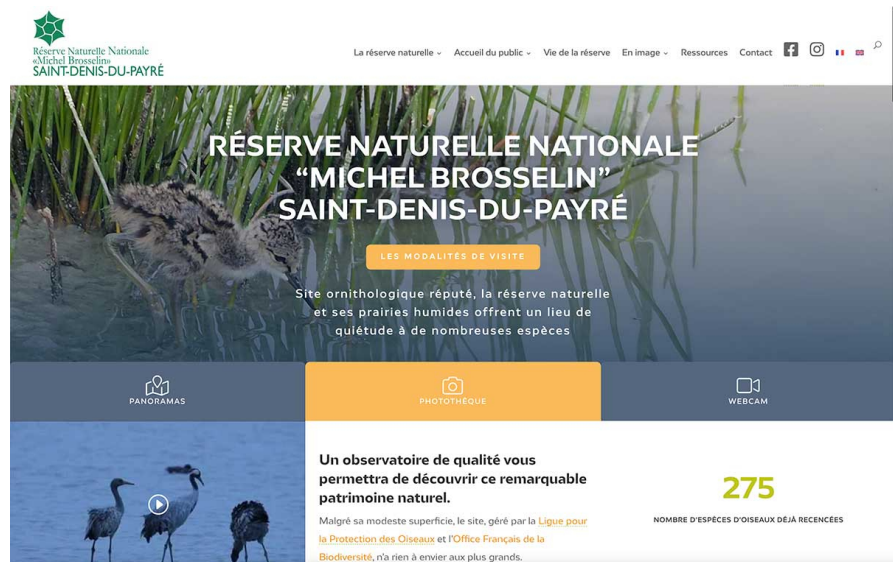 Réserve Naturelle Nationale
«Michel Brosselin»
SAINT-DENIS-DU-PAYRÉ
La réserve naturelle
Accueil du public
Vie de la réserve
En image
Ressources
Contact
RÉSERVE NATURELLE NATIONALE
“MICHEL BROSSELIN”
SAINT-DENIS-DU-PAYRÉ
LES MODALITÉS DE VISITE
Site ornithologique réputé, la réserve naturelle
et ses prairies humides offrent un lieu de
quiétude à de nombreuses espèces
PANORAMAS
PHOTOTHÈQUE
WEBCAM
Un observatoire de qualité vous
permettra de découvrir ce remarquable
patrimoine naturel.
Malgré sa modeste superficie, le site, géré par la Ligue pour
la Protection des Oiseaux et l'Office Français de la
Biodiversité, n'a rien à envier aux plus grands.
275
NOMBRE D'ESPÈCES D'OISEAUX DÉJÀ RECENCÉES